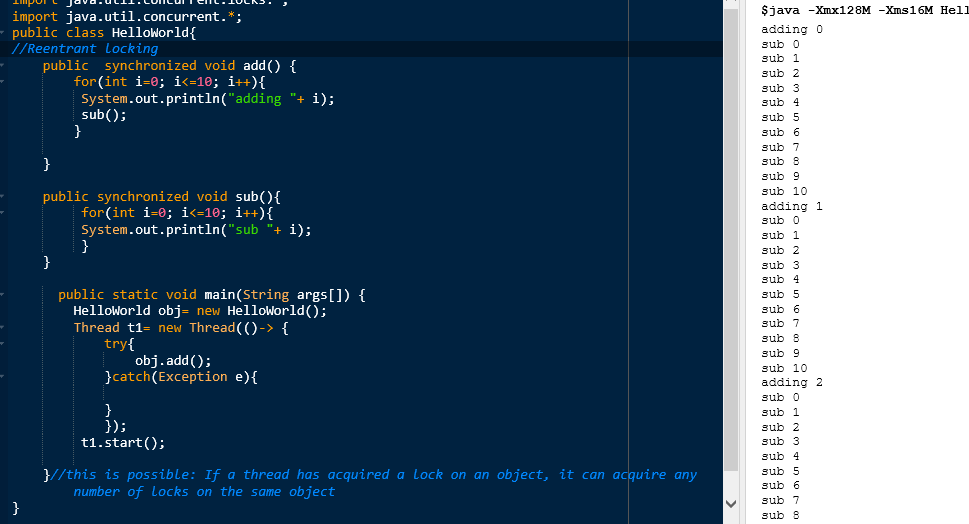 import java.util.concurrent.locks.*;
import java.util.concurrent.*;
public class HelloWorld{
//Reentrant locking
public  synchronized void add() {
for(int i=0; i<=10; i++){
System.out.println("adding "+ i);
sub();
}
}
public synchronized void sub(){
for(int i=0; i<=10; i++){
System.out.println("sub "+ i);
}
}
public static void main(String args[]) {
HelloWorld obj= new HelloWorld();
Thread t1= new Thread(()-> {
try{
obj.add();
}catch(Exception e){
}
});
t1.start();
}//this is possible: If a thread has acquired a lock on an object, it can acquire any
number of locks on the same object
}
$java -Xmx128M -Xms16M Hell
adding 0
sub 0
sub 1
sub 2
sub 3
sub 4
sub 5
sub 6
sub 7
sub 8
sub 9
sub 10
adding 1
sub 0
sub 1
sub 2
sub 3
sub 4
sub 5
sub 6
sub 7
sub 8
sub 9
sub 10
adding 2
sub 0
sub 1
sub 2
sub 3
sub 4
sub 5
sub 6
sub 7
sub 8